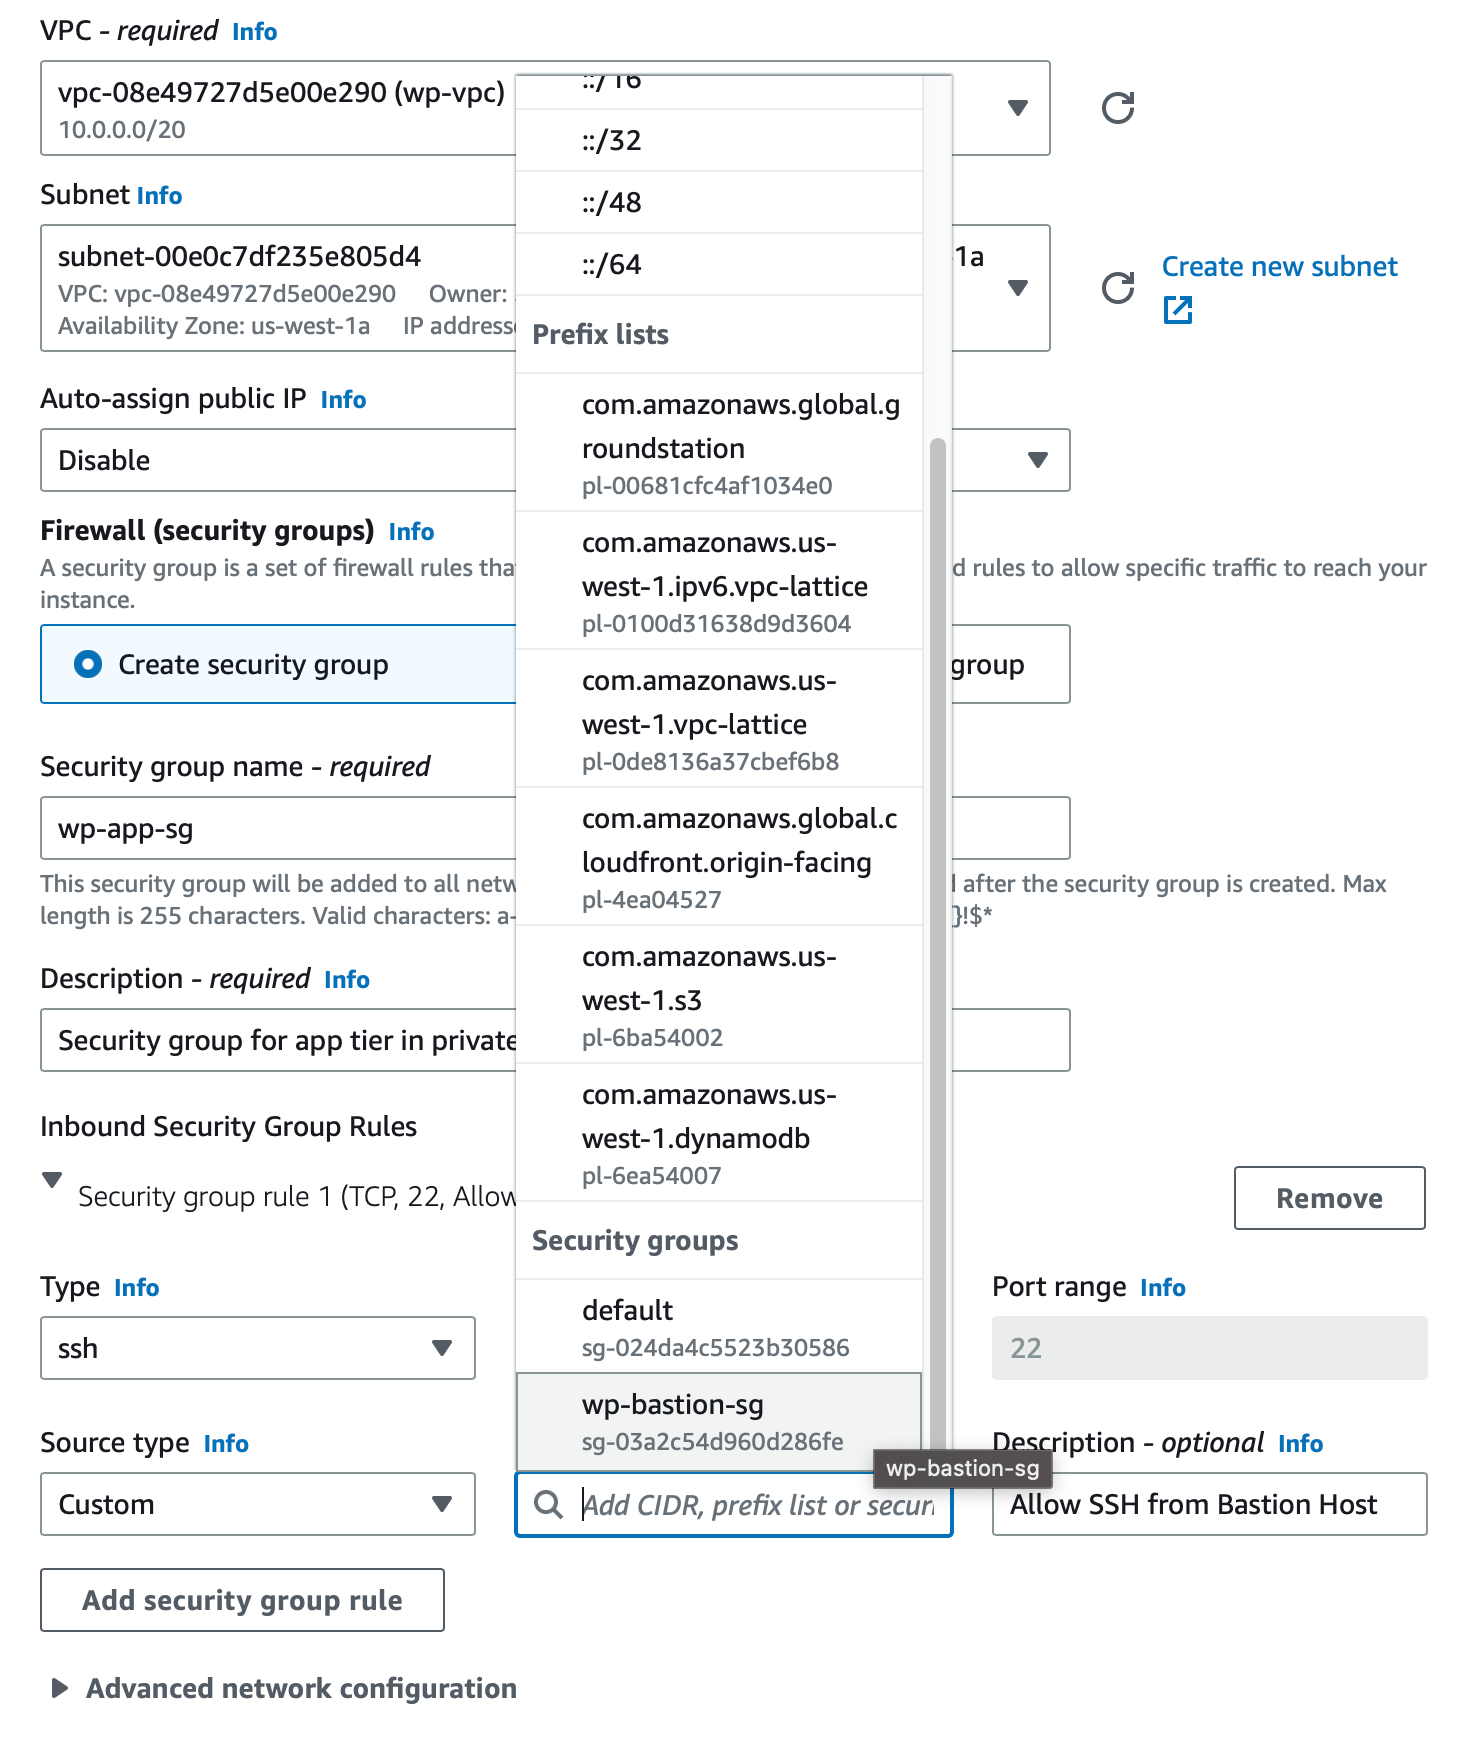 VPC - required Info
vpc-08e49727d5e00e290 (wp-vpc)
10.0.0.0/20
::/16
::/32
::/48
::/64
Subnet Info
subnet-00e0c7df235e805d4
-1a
VPC: vpc-08e49727d5e00e290 Owner:
Availability Zone: us-west-1a IP addresse
Create new subnet
Prefix lists
com.amazonaws.global.g
roundstation
pl-00681cfc4af1034e0
com.amazonaws.us-
west-1.ipv6.vpc-lattice
pl-0100d31638d9d3604
com.amazonaws.us-
west-1.vpc-lattice
pl-0de8136a37cbef6b8
com.amazonaws.global.c
loudfront.origin-facing
pl-4ea04527
com.amazonaws.us-
west-1.s3
pl-6ba54002
com.amazonaws.us-
west-1.dynamodb
pl-6ea54007
Security groups
default
sg-024da4c5523b30586
wp-bastion-sg
sg-03a2c54d960d286fe
wp-bastion-sg
Add CIDR, prefix list or securi
Auto-assign public IP Info
Disable
Firewall (security groups) Info
A security group is a set of firewall rules tha
d rules to allow specific traffic to reach your
instance.
Create security group
group
Security group name - required
wp-app-sg
This security group will be added to all netw
after the security group is created. Max
length is 255 characters. Valid characters: a-
}!$*
Description - required Info
Security group for app tier in private
Inbound Security Group Rules
Security group rule 1 (TCP, 22, Allow
Remove
Type Info
ssh
Port range Info
22
Source type Info
Custom
Description - optional Info
Allow SSH from Bastion Host
Add security group rule
Advanced network configuration